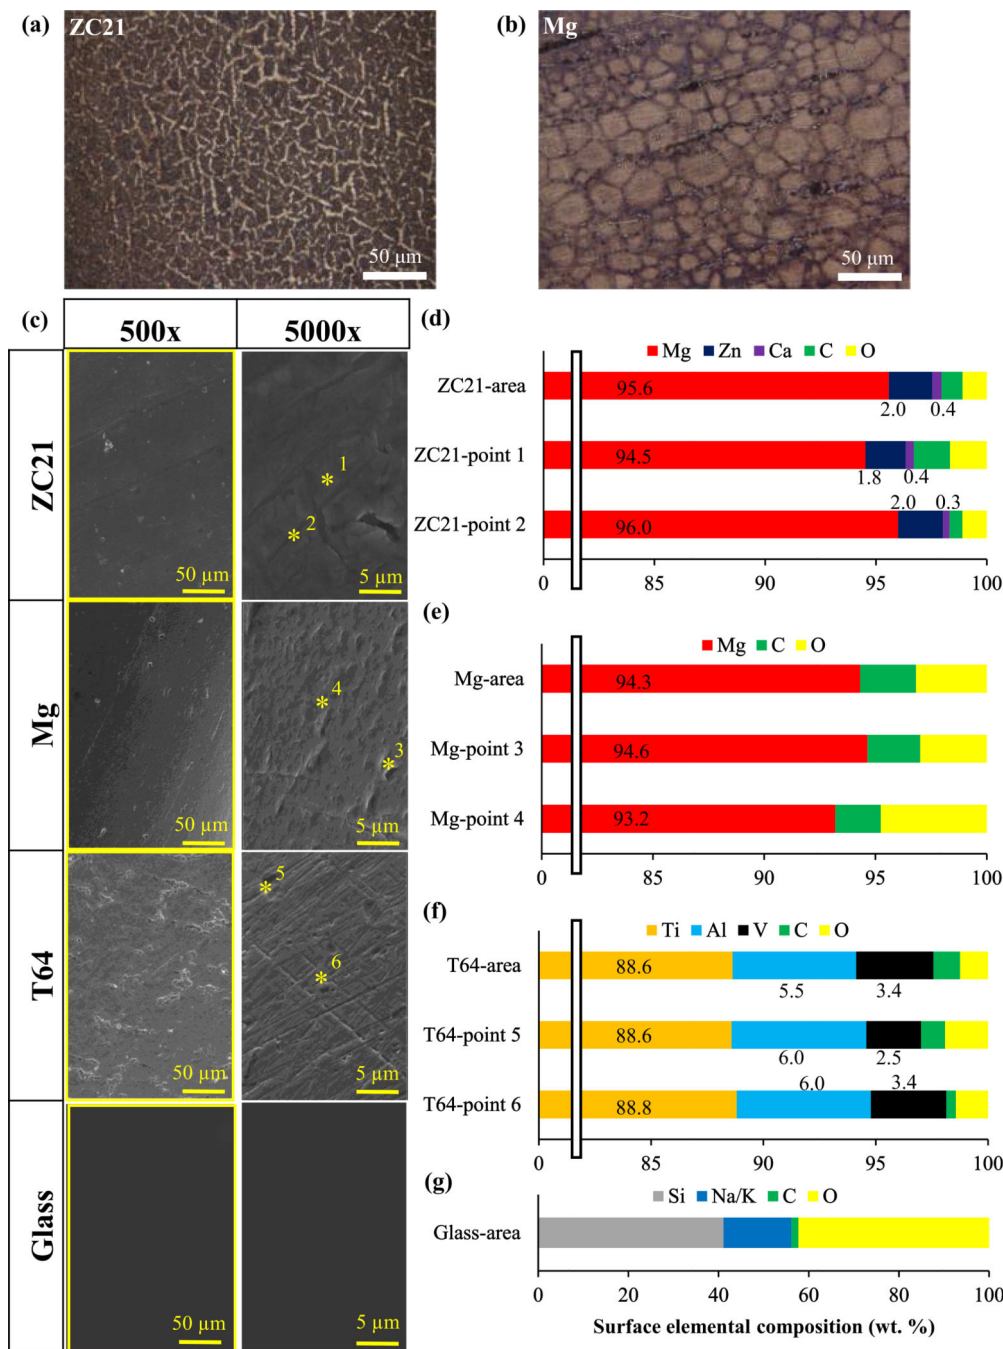 (a)
ZC21
50 µm
(b)
Mg
50 µm
(c)
500x
5000x
ZC21
50 µm
1
2
5 µm
Mg
50 µm
4
3
5 µm
T64
50 µm
5
6
5 µm
Glass
50 µm
5 µm
(d)
Mg Zn Ca C O
ZC21-area
95.6
2.0 0.4
ZC21-point 1
94.5
1.8 0.4
2.0 0.3
ZC21-point 2
96.0
0 85 90 95 100
(e)
Mg C O
Mg-area
94.3
Mg-point 3
94.6
Mg-point 4
93.2
0 85 90 95 100
(f)
Ti Al V C O
T64-area
88.6
5.5 3.4
T64-point 5
88.6
6.0 2.5
6.0 3.4
T64-point 6
88.8
0 85 90 95 100
(g)
Si Na/K C O
Glass-area
0 20 40 60 80 100
Surface elemental composition (wt. %)